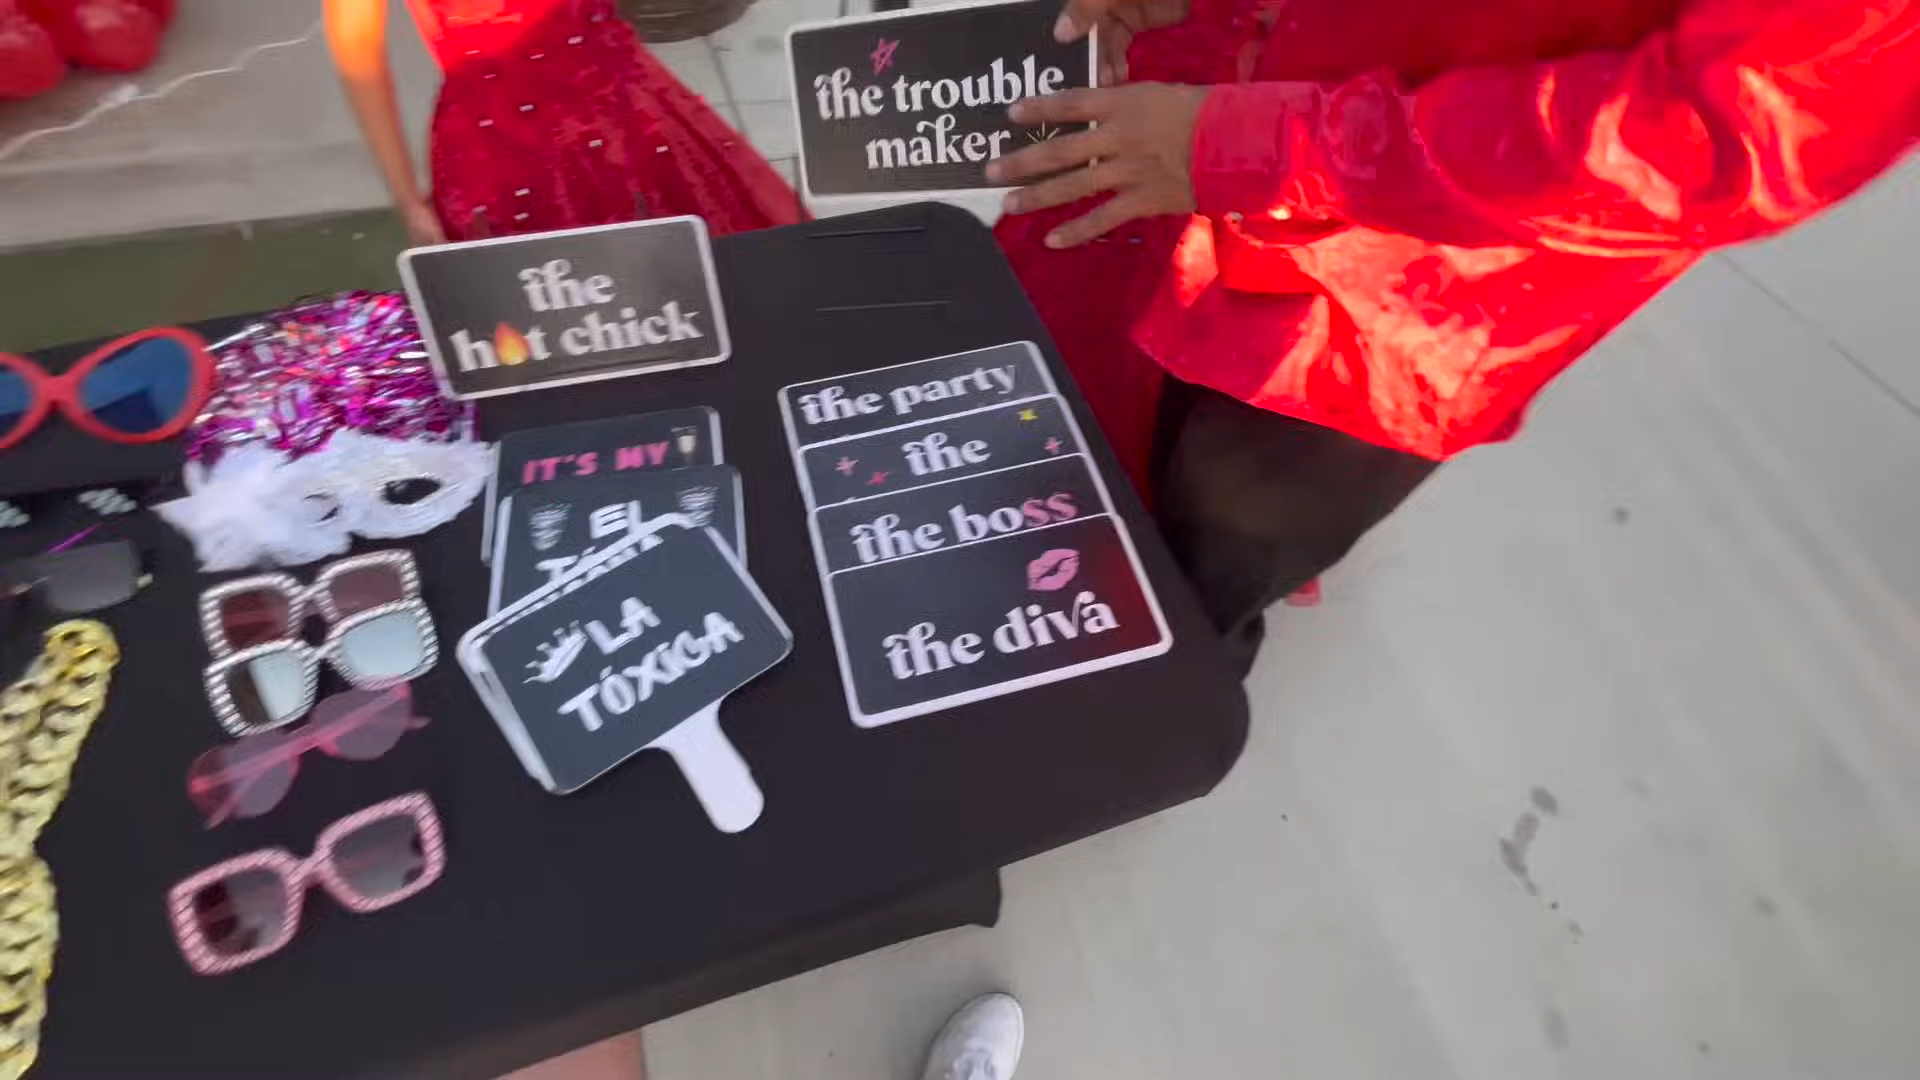 the trouble
maker
the
hot chick
the party
the
the boss
the diva
IT'S MY
El
LA
TÓXICA